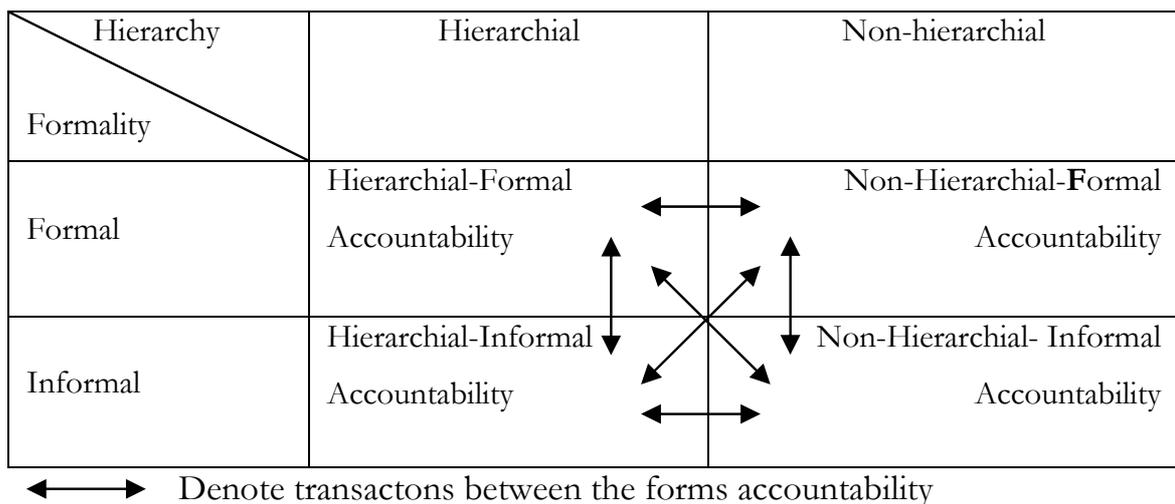 Hierarchy
Hierarchial
Non-hierarchial
Formality
Formal
Hierarchial-Formal
Accountability
Non-Hierarchial-Formal
Accountability
Informal
Hierarchial-Informal
Accountability
Non-Hierarchial- Informal
Accountability
Denote transactons between the forms accountability